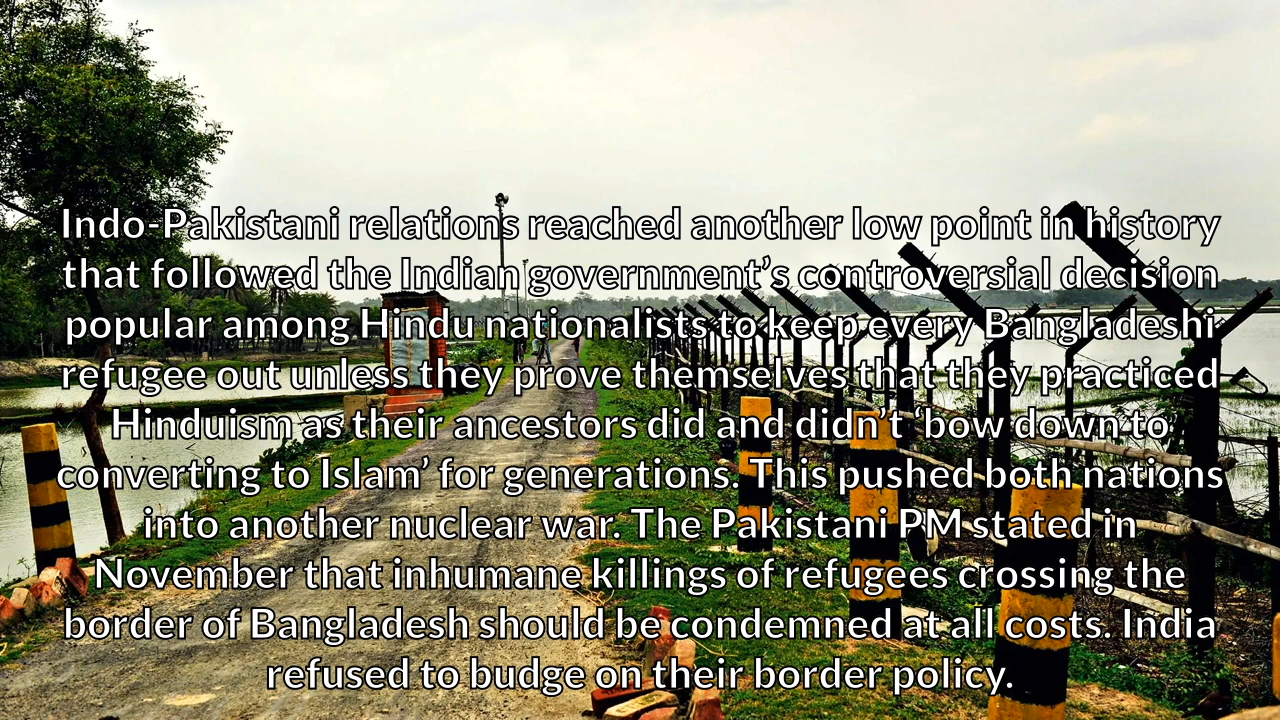 Indo-Pakistani relations reached another low point in history
that followed the Indian government’s controversial decision
popular among Hindu nationalists to keep every Bangladeshi
refugee out unless they prove themselves that they practiced
Hinduism as their ancestors did and didn’t ‘bow down to
converting to Islam’ for generations. This pushed both nations
into another nuclear war. The Pakistani PM stated in
November that inhumane killings of refugees crossing the
border of Bangladesh should be condemned at all costs. India
refused to budge on their border policy.